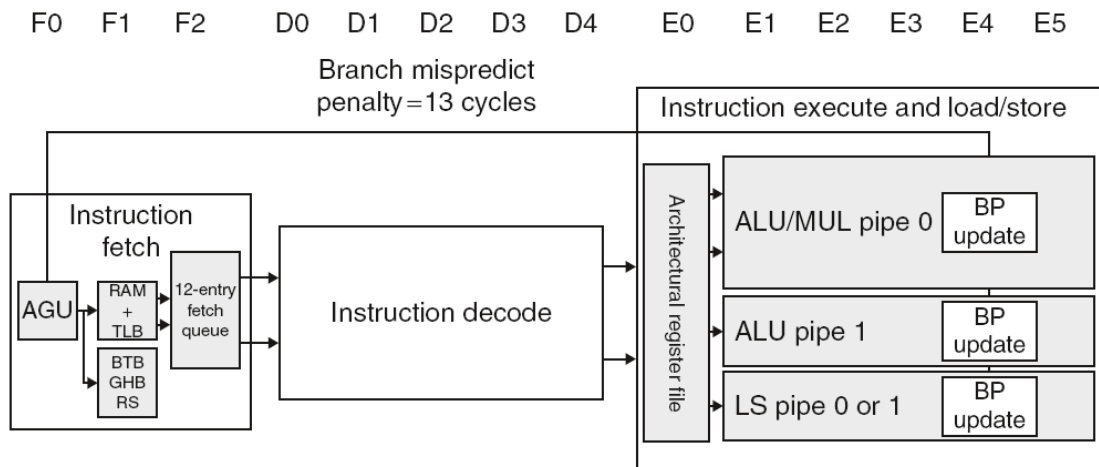 F0 F1 F2 D0 D1 D2 D3 D4 E0 E1 E2 E3 E4 E5
Branch mispredict
penalty=13 cycles
Instruction execute and load/store
Instruction
fetch
AGU
RAM
+
TLB
BTB
GHB
RS
12-entry
fetch
queue
Instruction decode
Architectural register file
ALU/MUL pipe 0
BP
update
ALU pipe 1
BP
update
LS pipe 0 or 1
BP
update